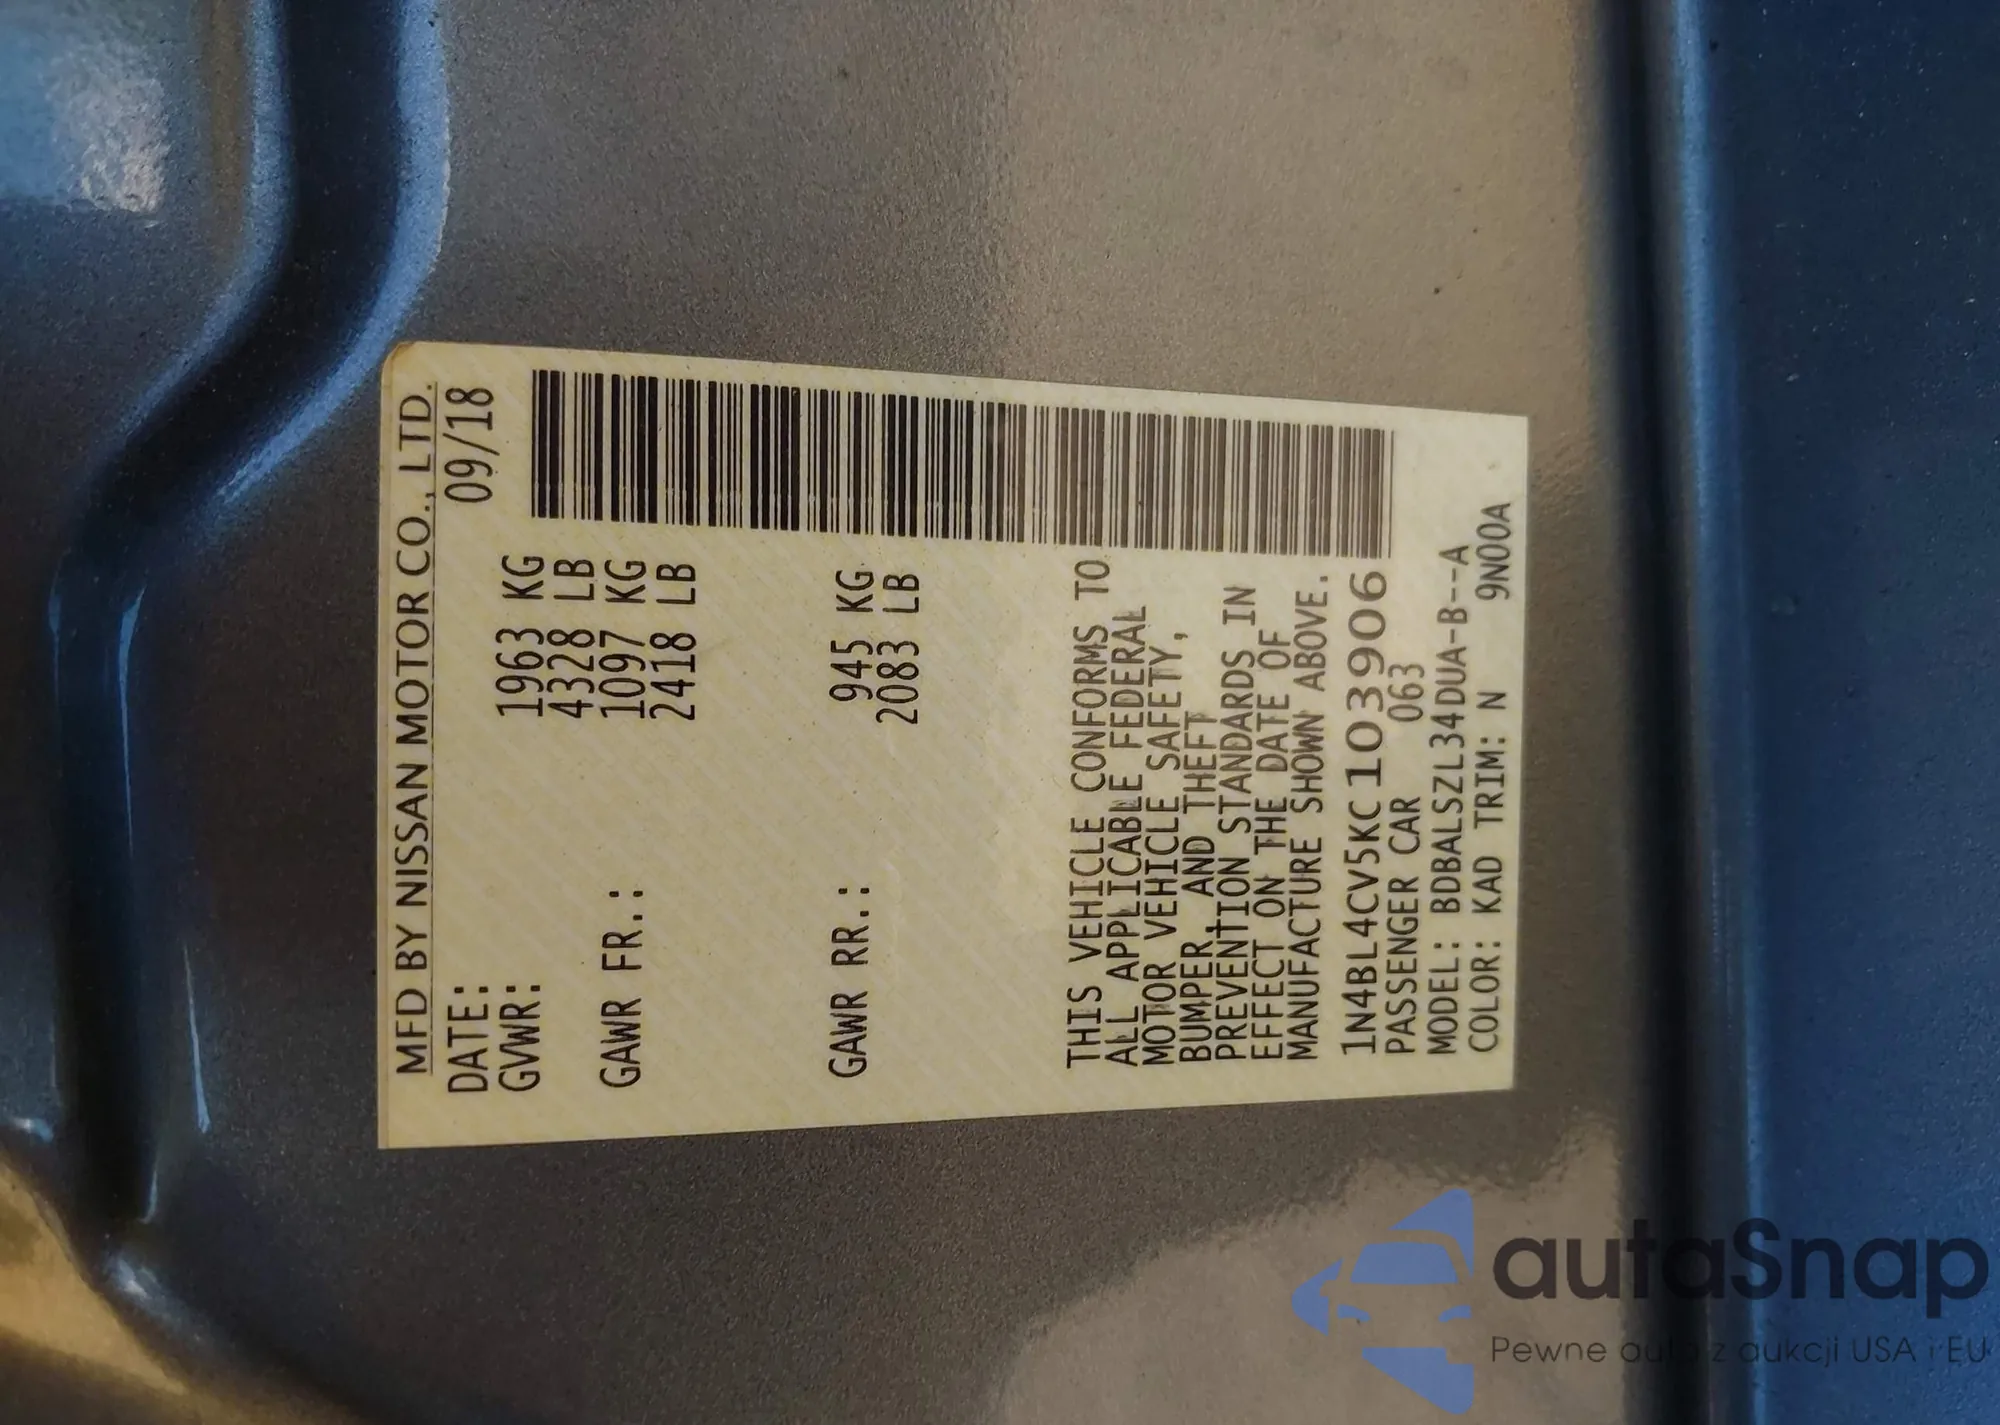 MFD BY NISSAN MOTOR CO., LTD.
DATE: 09/18
GVWR: 1963 KG
4328 LB
GAWR FR.: 1097 KG
2418 LB
GAWR RR.: 945 KG
2083 LB
THIS VEHICLE CONFORMS TO
ALL APPLICABLE FEDERAL
MOTOR VEHICLE SAFETY,
BUMPER, AND THEFT
PREVENTION STANDARDS IN
EFFECT ON THE DATE OF
MANUFACTURE SHOWN ABOVE.
1N4BL4CV5KC103906
PASSENGER CAR 063
MODEL: BDBALSZL34DUA-B--A
COLOR: KAD TRIM: N 9N00A
autaSnap
Pewne auta z aukcji USA i EU